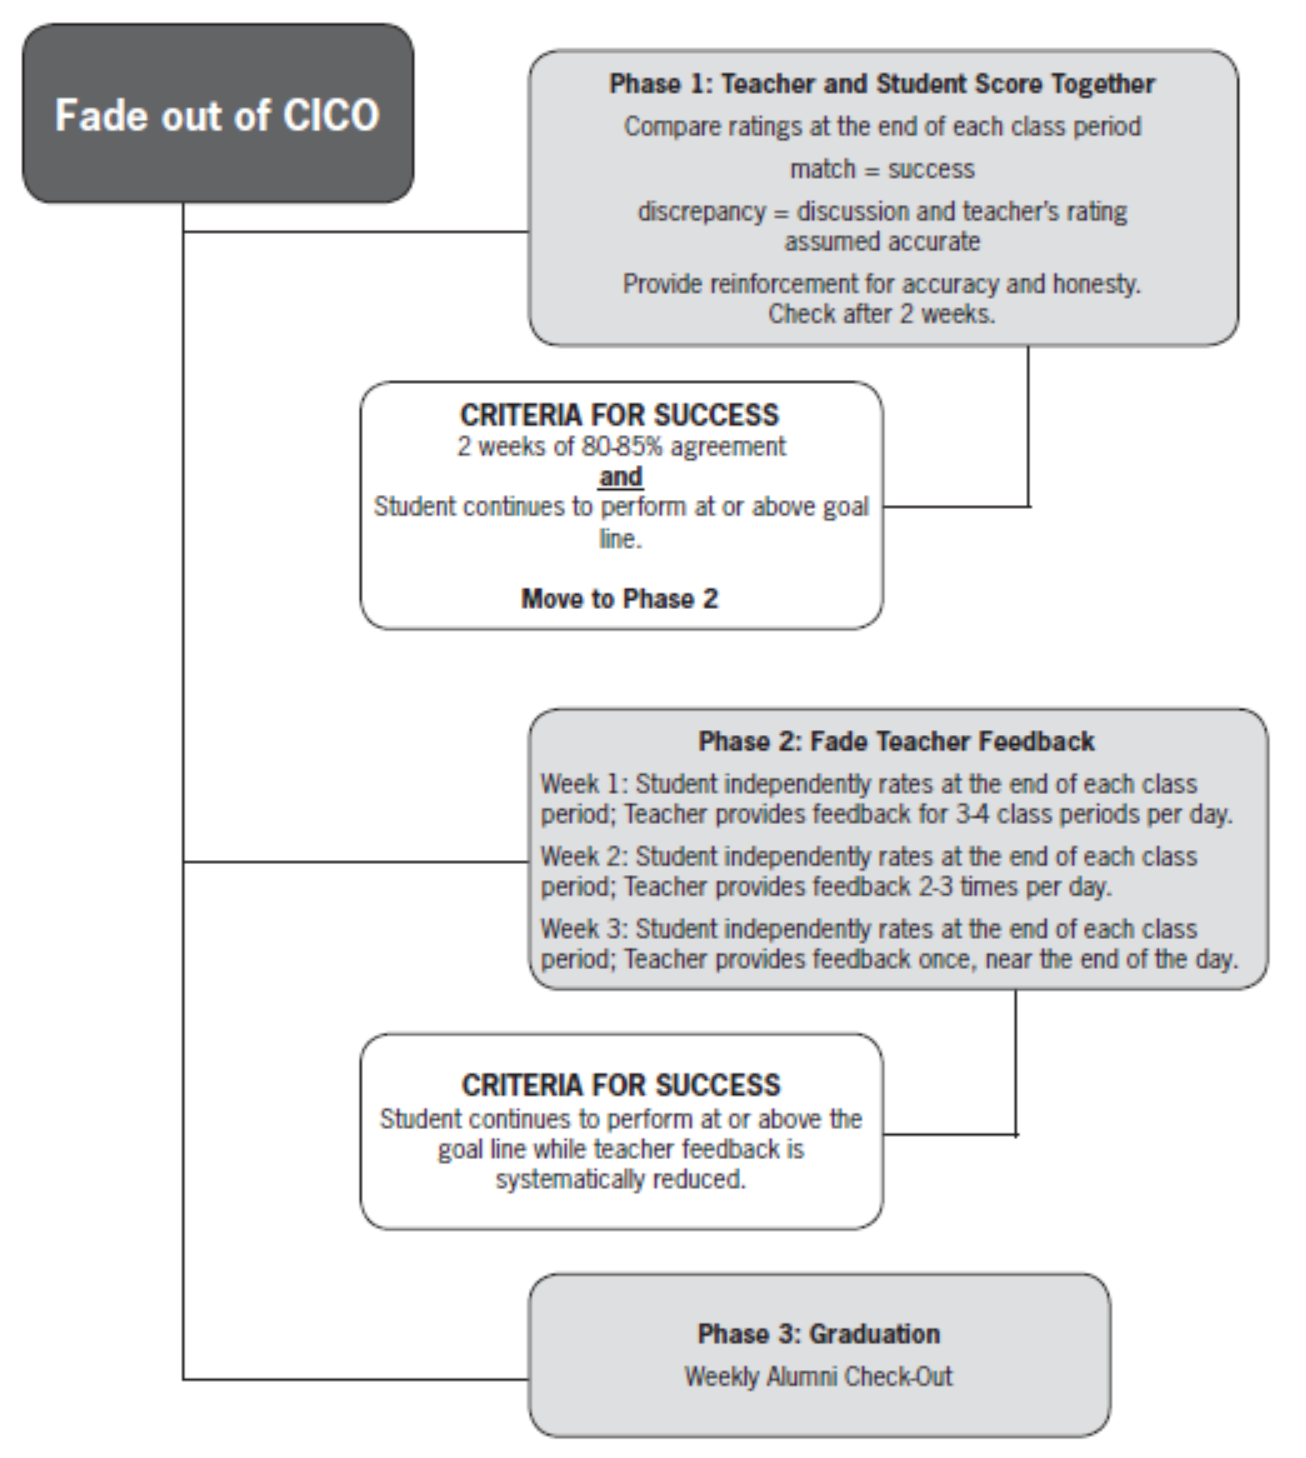 Fade out of CICO
Phase 1: Teacher and Student Score Together
Compare ratings at the end of each class period
match = success
discrepancy = discussion and teacher's rating
assumed accurate
Provide reinforcement for accuracy and honesty.
Check after 2 weeks.
CRITERIA FOR SUCCESS
2 weeks of 80-85% agreement
and
Student continues to perform at or above goal
line.
Move to Phase 2
Phase 2: Fade Teacher Feedback
Week 1: Student independently rates at the end of each class
period; Teacher provides feedback for 3-4 class periods per day.
Week 2: Student independently rates at the end of each class
period; Teacher provides feedback 2-3 times per day.
Week 3: Student independently rates at the end of each class
period; Teacher provides feedback once, near the end of the day.
CRITERIA FOR SUCCESS
Student continues to perform at or above the
goal line while teacher feedback is
systematically reduced.
Phase 3: Graduation
Weekly Alumni Check-Out